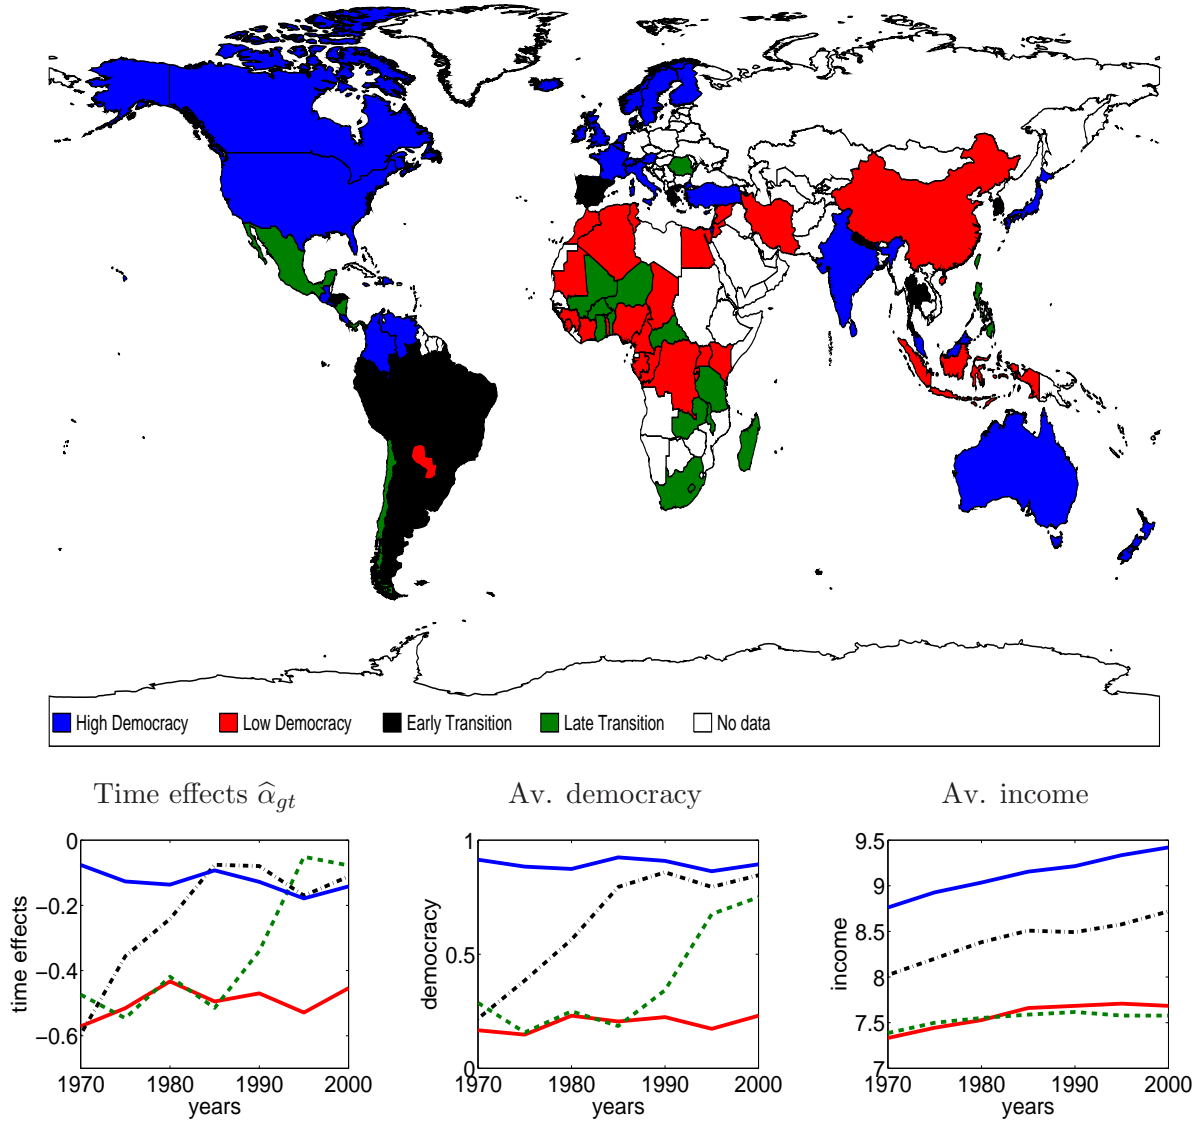 High Democracy Low Democracy Early Transition Late Transition No data
Time effects α̂gt
Av. democracy
Av. income
0
−0.2
−0.4
−0.6
time effects
1970 1980 1990 2000
years
1
0.5
0
democracy
1970 1980 1990 2000
years
9.5
9
8.5
8
7.5
7
income
1970 1980 1990 2000
years